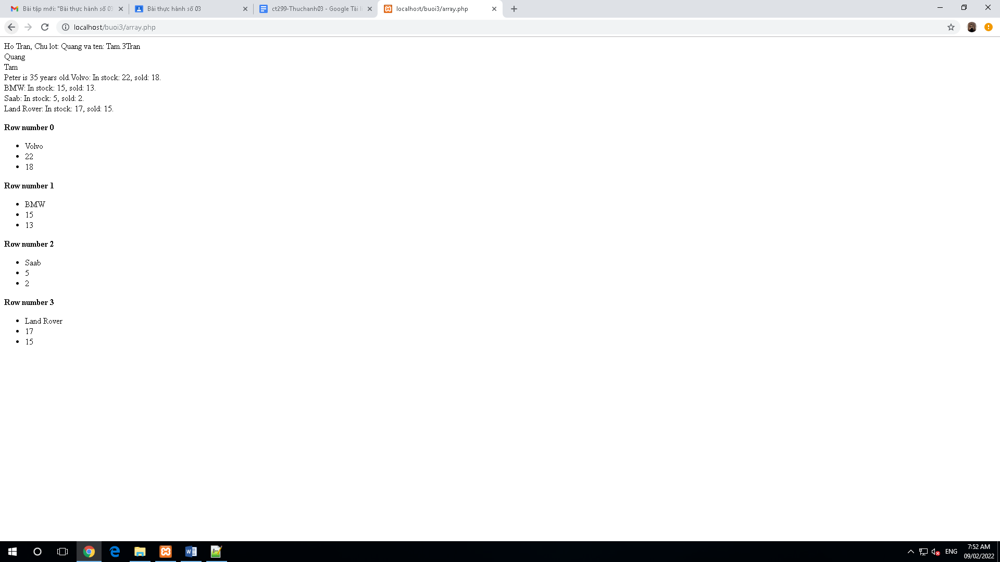 Bài tập mới: "Bài thực hành số 03
Bài thực hành số 03
ct299-Thuchanh03 - Google Tài li
localhost/buoi3/array.php
localhost/buoi3/array.php
Ho Tran, Chu lot: Quang va ten: Tam.3Tran
Quang
Tam
Peter is 35 years old.Volvo: In stock: 22, sold: 18.
BMW: In stock: 15, sold: 13.
Saab: In stock: 5, sold: 2.
Land Rover: In stock: 17, sold: 15.
Row number 0
Volvo
22
18
Row number 1
BMW
15
13
Row number 2
Saab
5
2
Row number 3
Land Rover
17
15
ENG
7:52 AM
09/02/2022